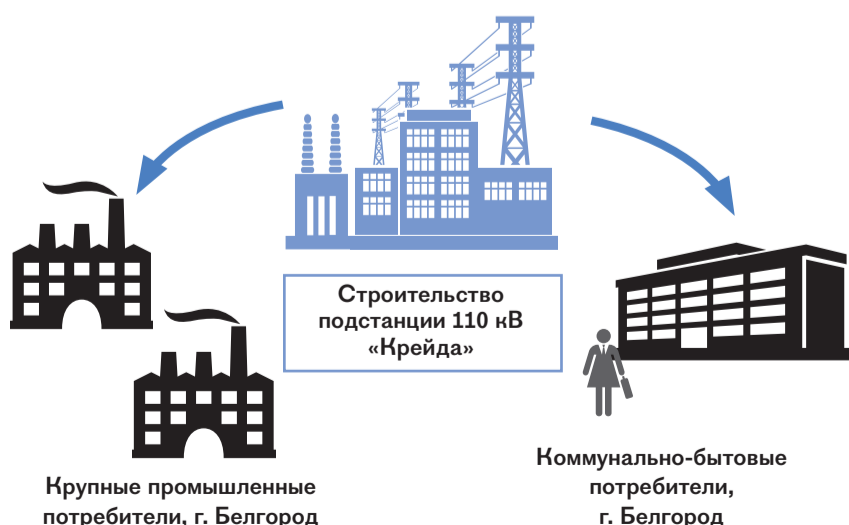 Строительство
подстанции 110 кВ
«Крейда»
Крупные промышленные
потребители, г. Белгород
Коммунально-бытовые
потребители,
г. Белгород